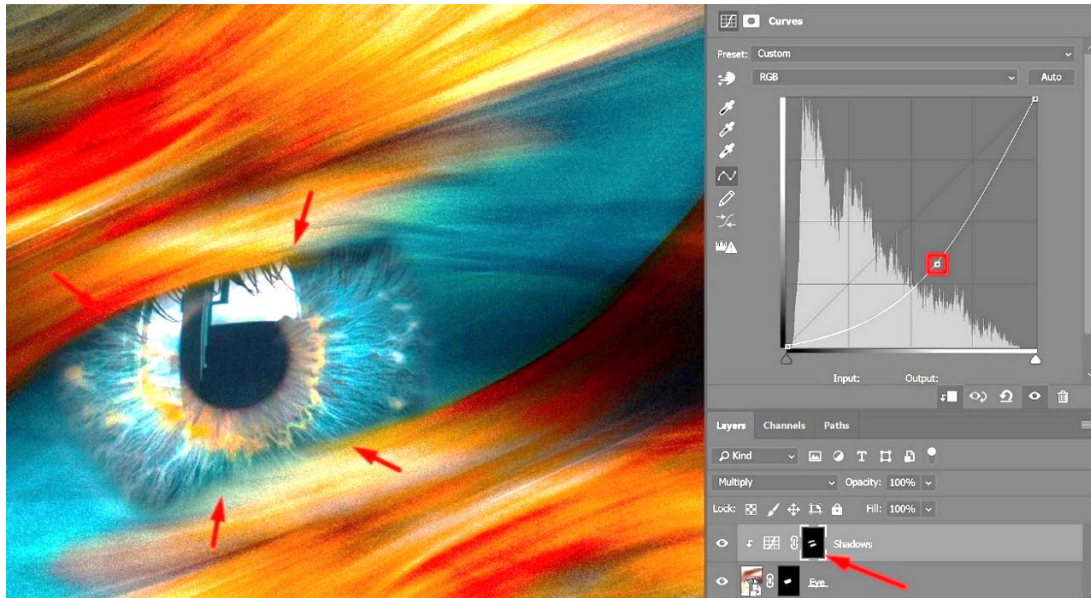 Curves
Preset: Custom
RGB Auto
Input: Output:
Layers Channels Paths
Kind
Multiply Opacity: 100%
Lock: Fill: 100%
Shadows
Eye